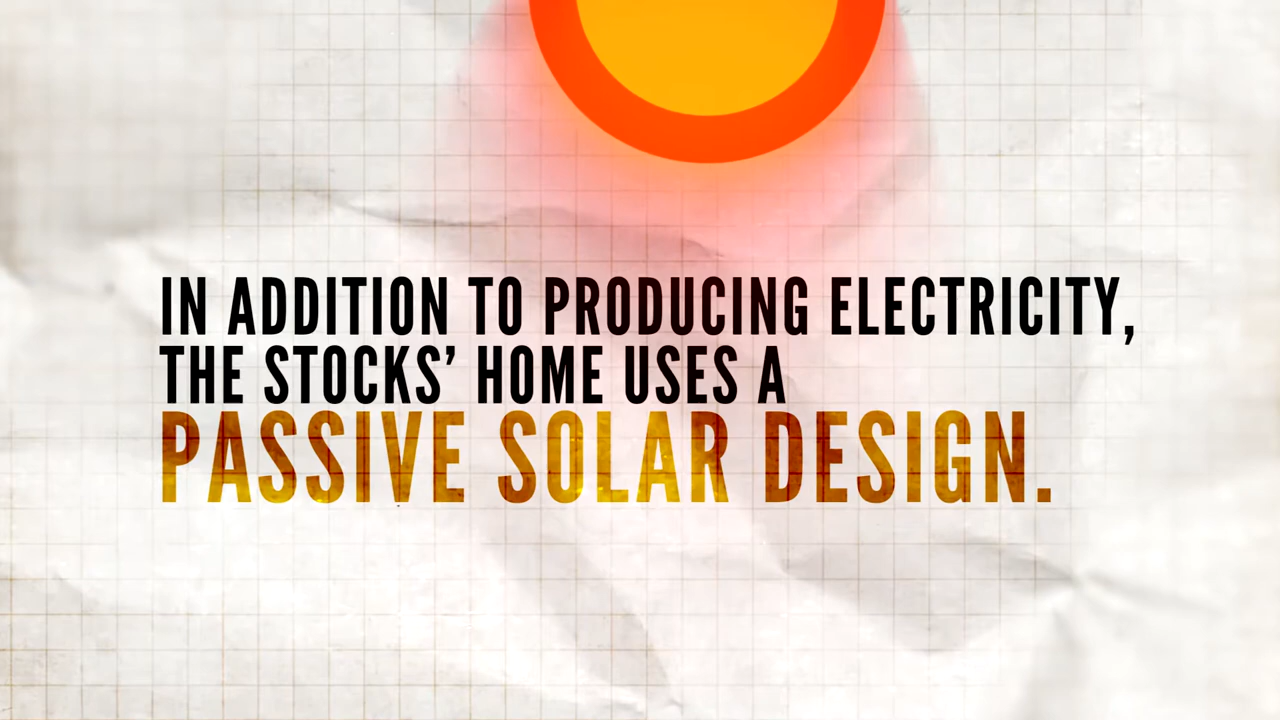 IN ADDITION TO PRODUCING ELECTRICITY,
THE STOCKS’ HOME USES A
PASSIVE SOLAR DESIGN.